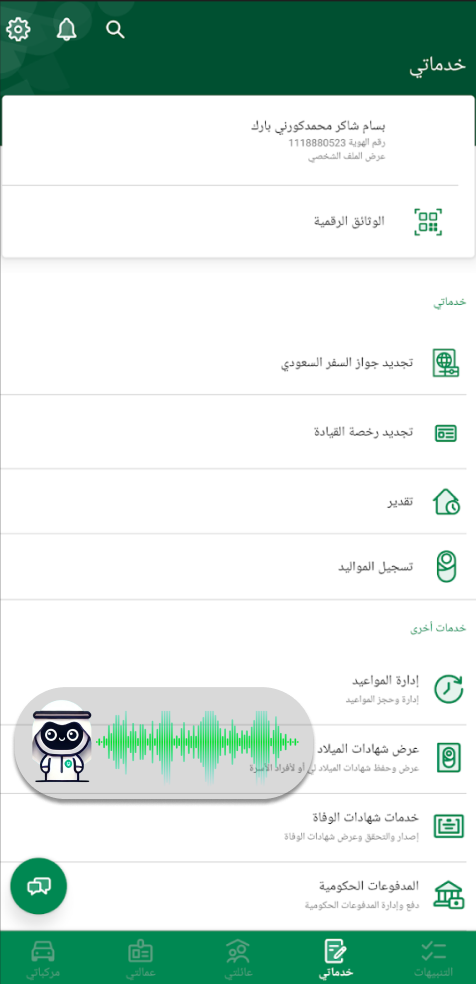 خدماتي
بسام شاكر محمدكورني بارك
رقم الهوية 1118880523
عرض الملف الشخصي
الوثائق الرقمية
خدماتي
تجديد جواز السفر السعودي
تجديد رخصة القيادة
تقدير
تسجيل المواليد
خدمات أخرى
إدارة المواعيد
إدارة وحجز المواعيد
عرض شهادات الميلاد
عرض وحفظ شهادات الميلاد لي أو لأفراد الأسرة
خدمات شهادات الوفاة
إصدار والتحقق وعرض شهادات الوفاة
المدفوعات الحكومية
دفع وإدارة المدفوعات الحكومية
التنبيهات
خدماتي
عائلتي
عمالتي
مركباتي